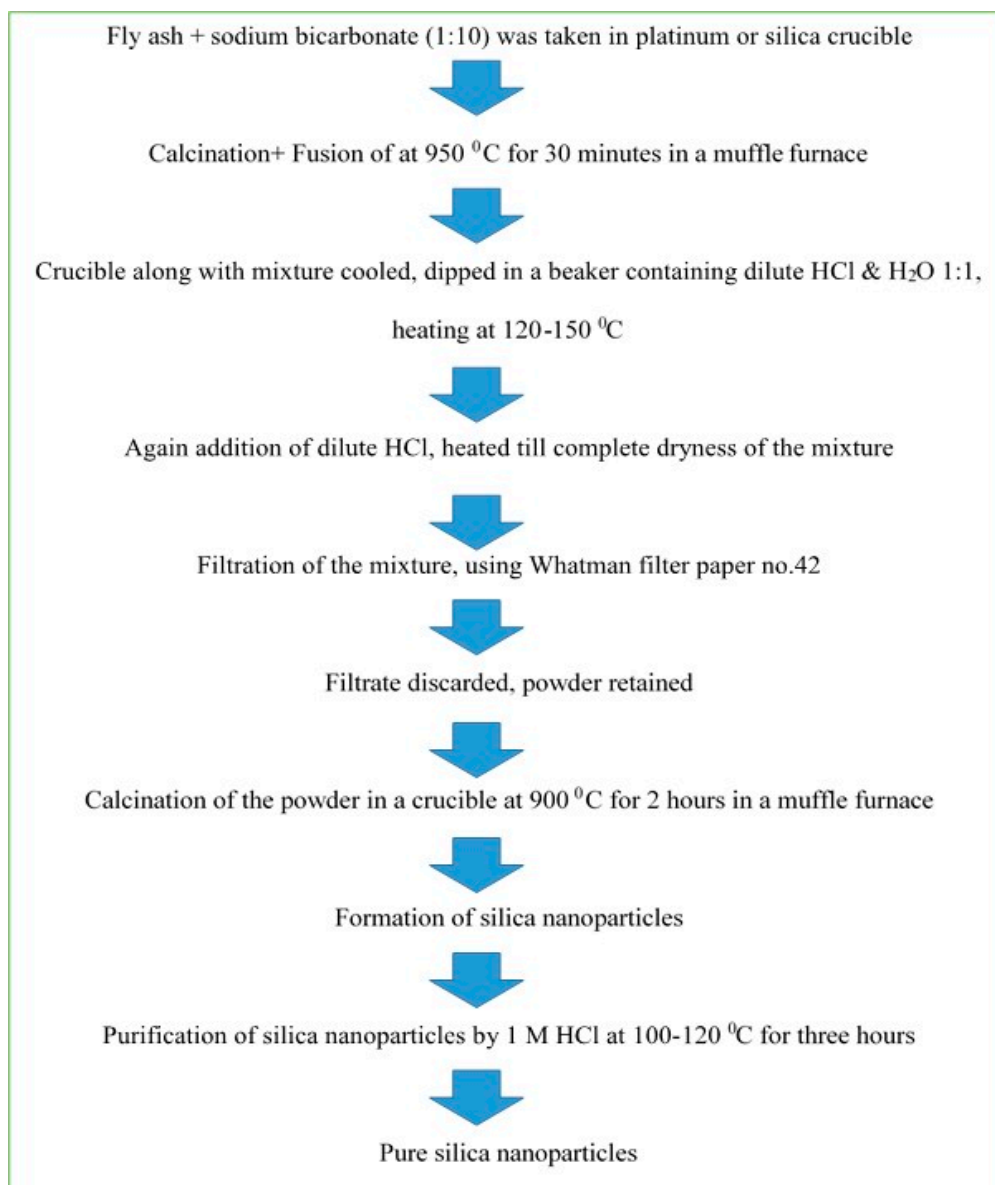 Fly ash + sodium bicarbonate (1:10) was taken in platinum or silica crucible
Calcination+ Fusion of at 950 ⁰C for 30 minutes in a muffle furnace
Crucible along with mixture cooled, dipped in a beaker containing dilute HCl & H₂O 1:1,
heating at 120-150 ⁰C
Again addition of dilute HCl, heated till complete dryness of the mixture
Filtration of the mixture, using Whatman filter paper no.42
Filtrate discarded, powder retained
Calcination of the powder in a crucible at 900 ⁰C for 2 hours in a muffle furnace
Formation of silica nanoparticles
Purification of silica nanoparticles by 1 M HCl at 100-120 ⁰C for three hours
Pure silica nanoparticles